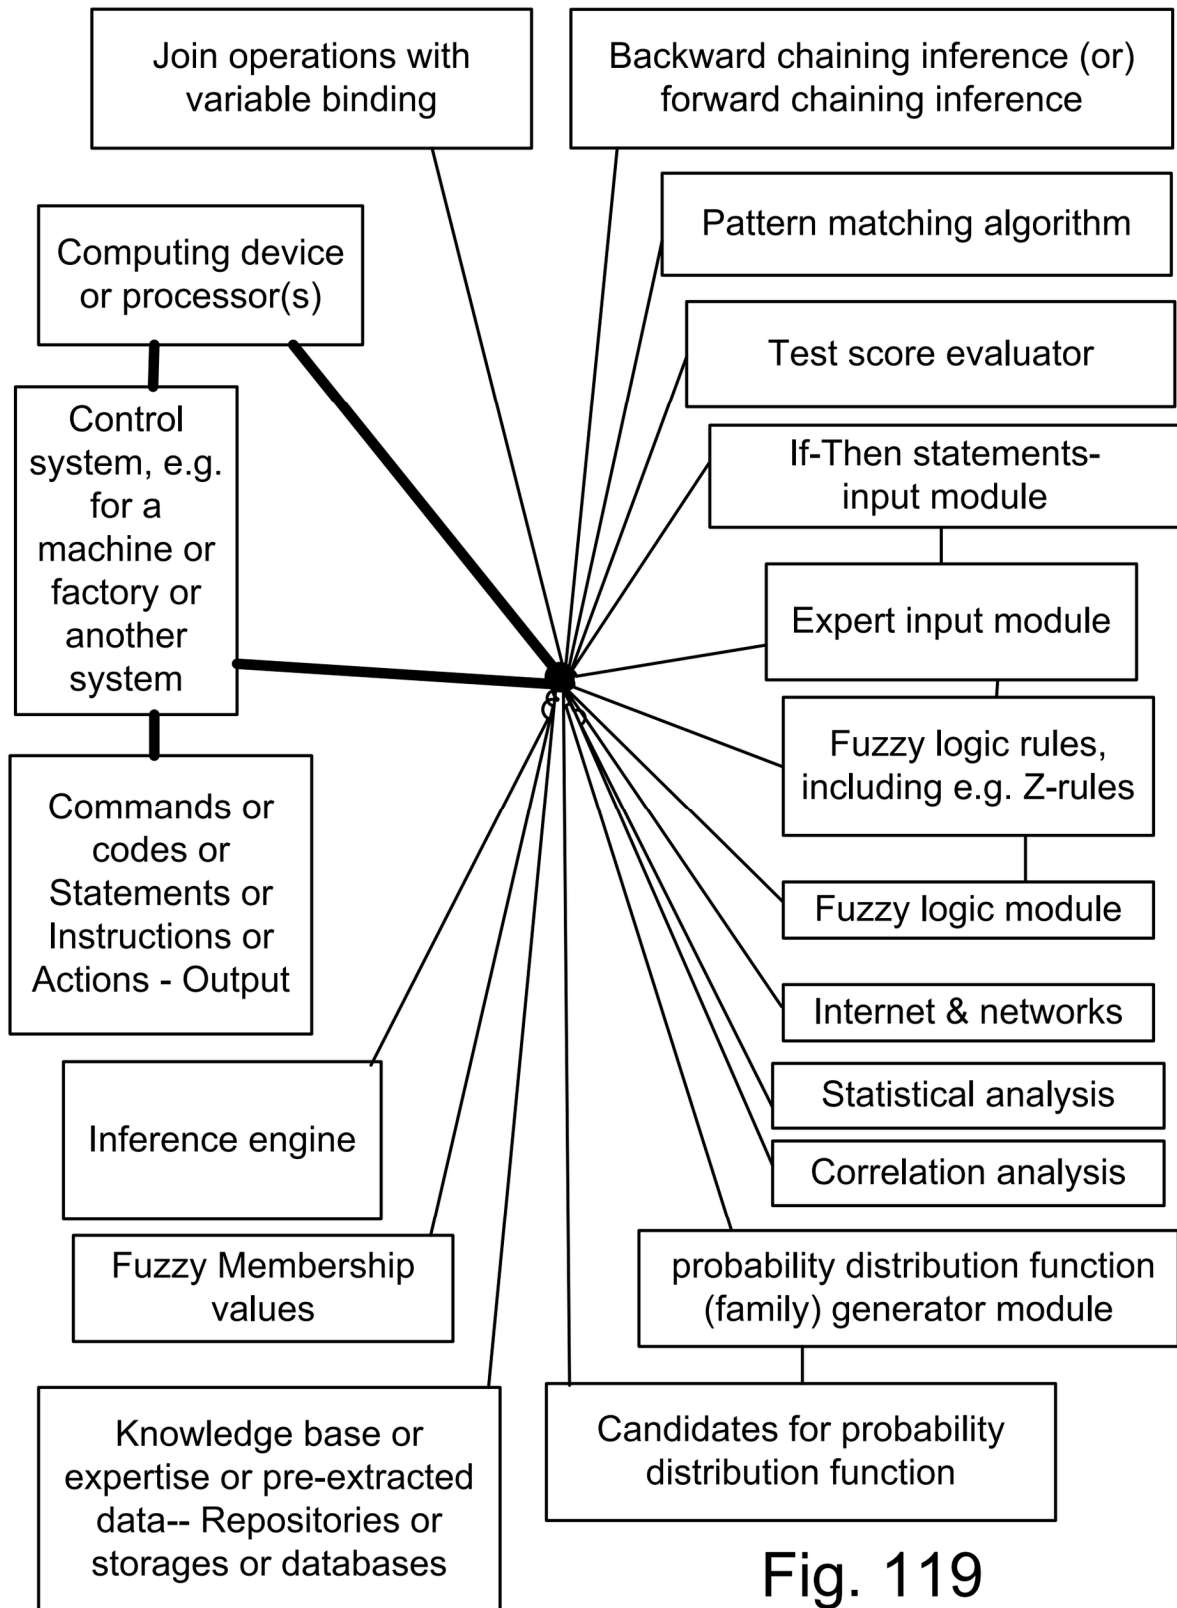 Join operations with
variable binding
Backward chaining inference (or)
forward chaining inference
Pattern matching algorithm
Computing device
or processor(s)
Test score evaluator
Control
system, e.g.
for a
machine or
factory or
another
system
If-Then statements-
input module
Expert input module
Fuzzy logic rules,
including e.g. Z-rules
Commands or
codes or
Statements or
Instructions or
Actions - Output
Fuzzy logic module
Internet & networks
Statistical analysis
Inference engine
Correlation analysis
Fuzzy Membership
values
probability distribution function
(family) generator module
Knowledge base or
expertise or pre-extracted
data-- Repositories or
storages or databases
Candidates for probability
distribution function
Fig. 119